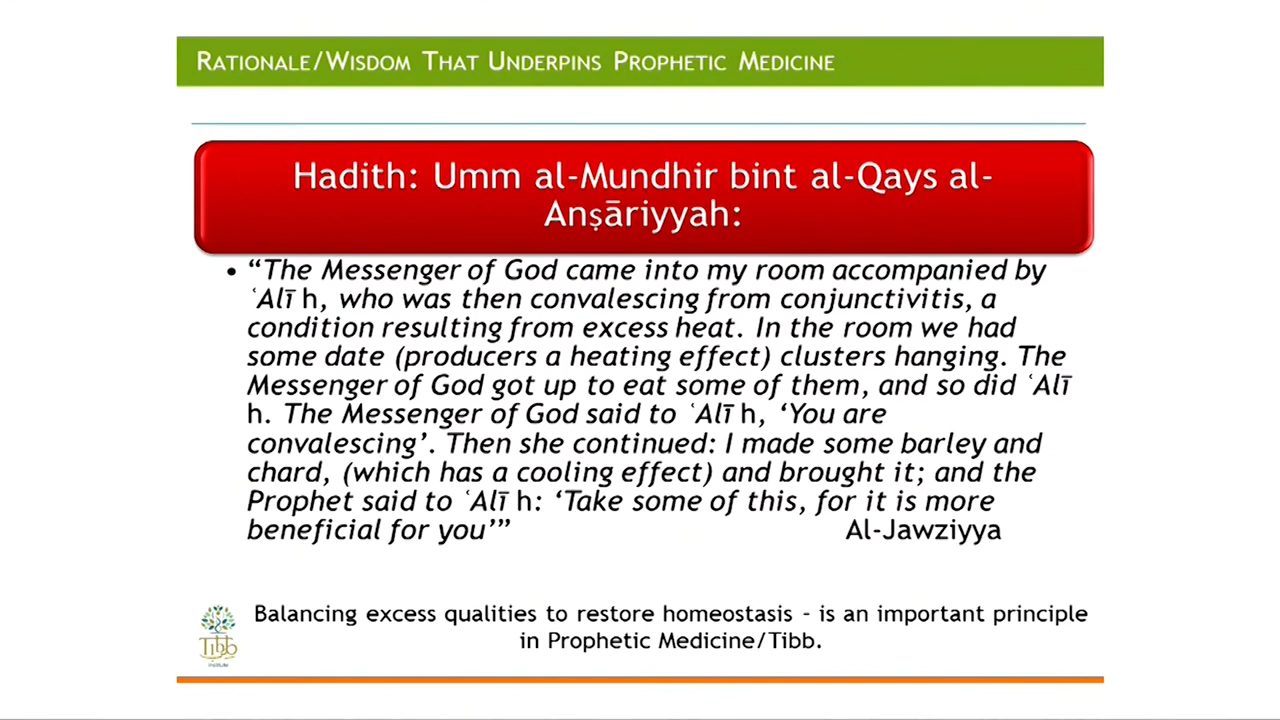 RATIONALE/WISDOM THAT UNDERPINS PROPHETIC MEDICINE
Hadith: Umm al-Mundhir bint al-Qays al-
Anṣāriyyah:
• “The Messenger of God came into my room accompanied by
ʿAlī h, who was then convalescing from conjunctivitis, a
condition resulting from excess heat. In the room we had
some date (producers a heating effect) clusters hanging. The
Messenger of God got up to eat some of them, and so did ʿAlī
h. The Messenger of God said to ʿAlī h, ‘You are
convalescing’. Then she continued: I made some barley and
chard, (which has a cooling effect) and brought it; and the
Prophet said to ʿAlī h: ‘Take some of this, for it is more
beneficial for you’” Al-Jawziyya
Balancing excess qualities to restore homeostasis – is an important principle
in Prophetic Medicine/Tibb.
Tibb
Institute